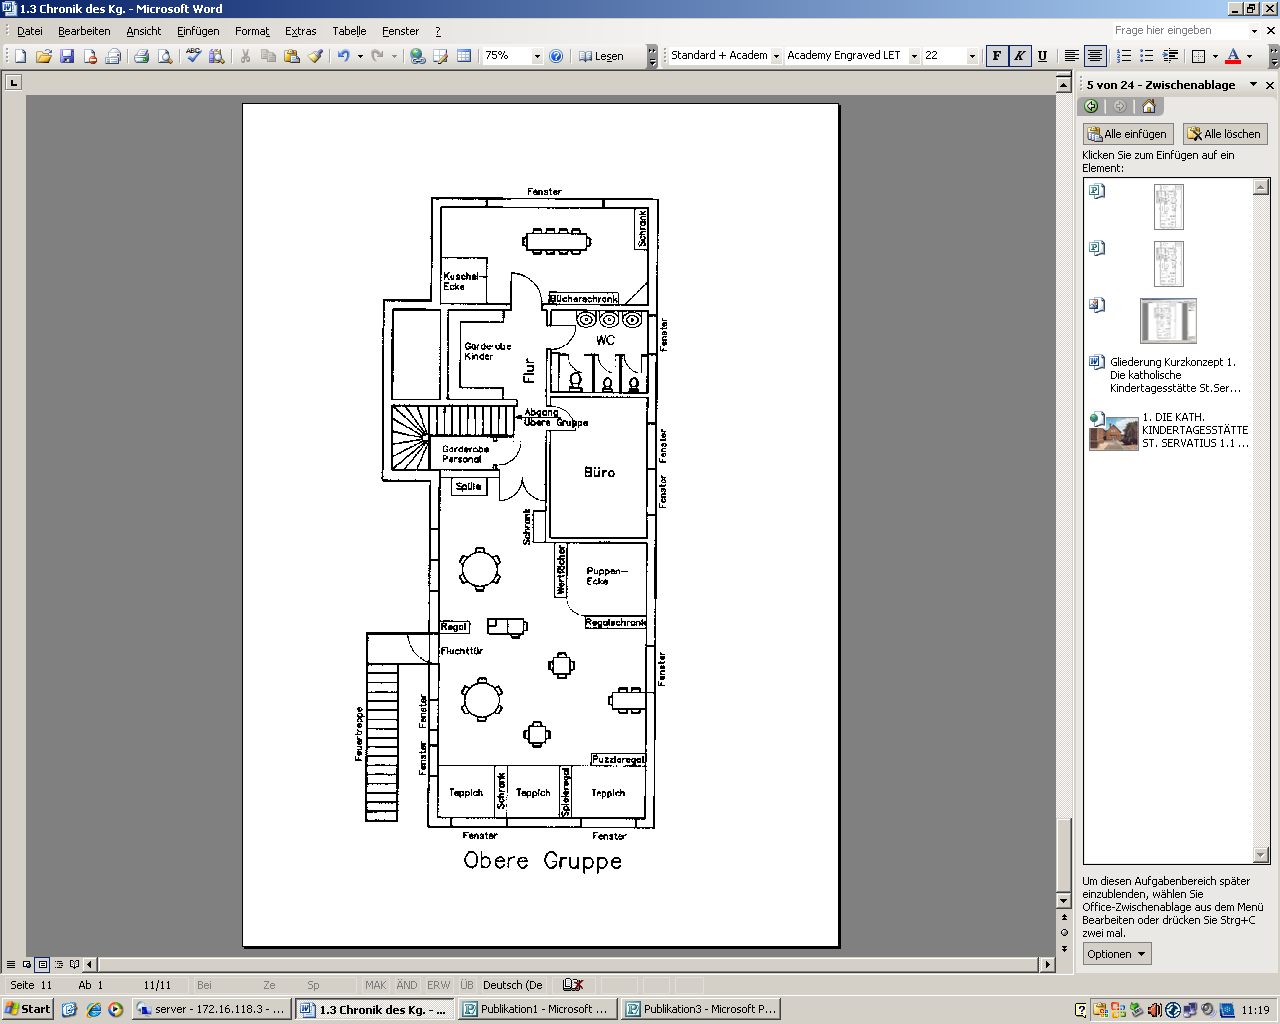 1.3 Chronik des Kg. - Microsoft Word
Datei Bearbeiten Ansicht Einfügen Format Extras Tabelle Fenster ?
Frage hier eingeben
75%
Lesen
Standard + Academ
Academy Engraved LET
22
F K U
5 von 24 - Zwischenablage
Alle einfügen
Alle löschen
Klicken Sie zum Einfügen auf ein
Element:
Gliederung Kurzkonzept 1.
Die katholische
Kindertagesstätte St.Ser...
1. DIE KATH.
KINDERTAGESSTÄTTE
ST. SERVATIUS 1.1 ...
Um diesen Aufgabenbereich später
einzublenden, wählen Sie
Office-Zwischenablage aus dem Menü
Bearbeiten oder drücken Sie Strg+C
zwei mal.
Optionen
Fenster
Schrank
Kuschel-
Ecke
Bücherschrank
Garderobe
Kinder
Flur
WC
Fenster
Abgang
Obere Gruppe
Garderobe
Personal
Büro
Fenster
Fenster
Spüle
Schrank
Wertfächer
Puppen-
Ecke
Regal
Regalschrank
Fluchttür
Fenster
Feuertreppe
Fenster
Fenster
Puzzleregal
Teppich
Schrank
Teppich
Spieleregal
Teppich
Fenster
Fenster
Obere Gruppe
Seite 11 Ab 1 11/11 Bei Ze Sp MAK ÄND ERW ÜB Deutsch (De
Start
server - 172.16.118.3 - ...
1.3 Chronik des Kg. - ...
Publikation1 - Microsoft ...
Publikation3 - Microsoft P...
11:19